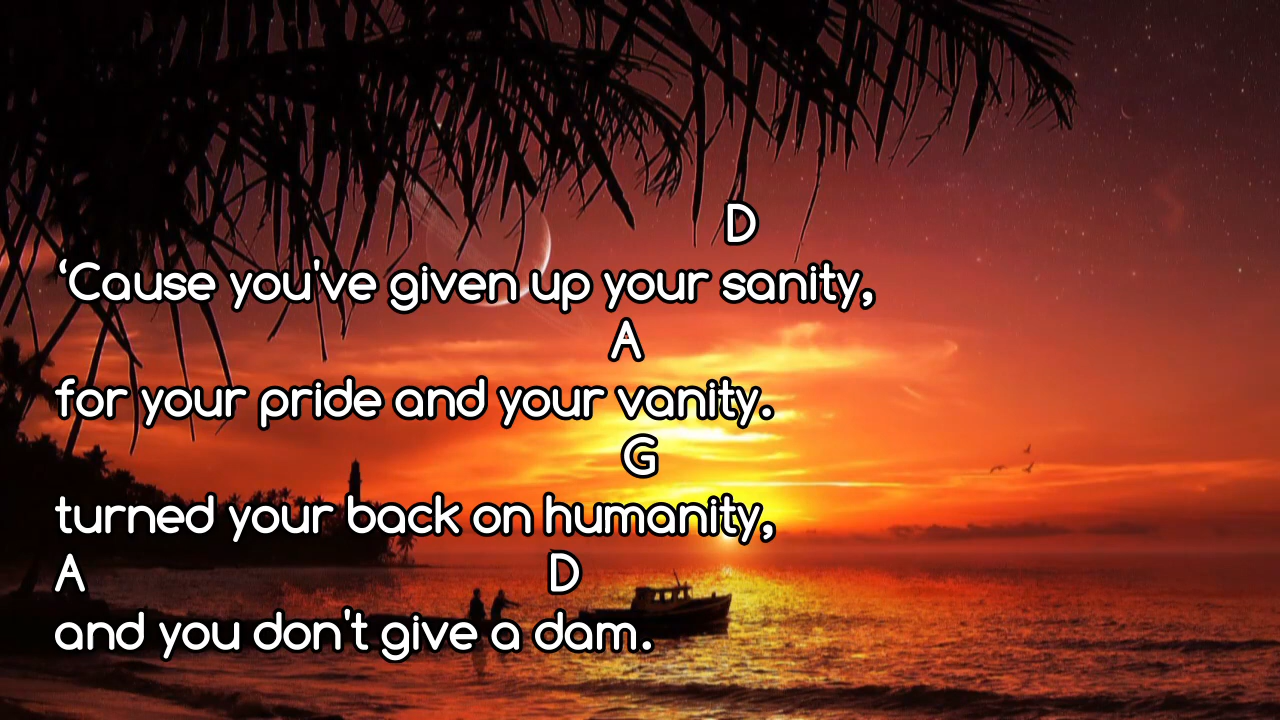 D
‘Cause you've given up your sanity,
A
for your pride and your vanity.
G
turned your back on humanity,
A D
and you don't give a dam.